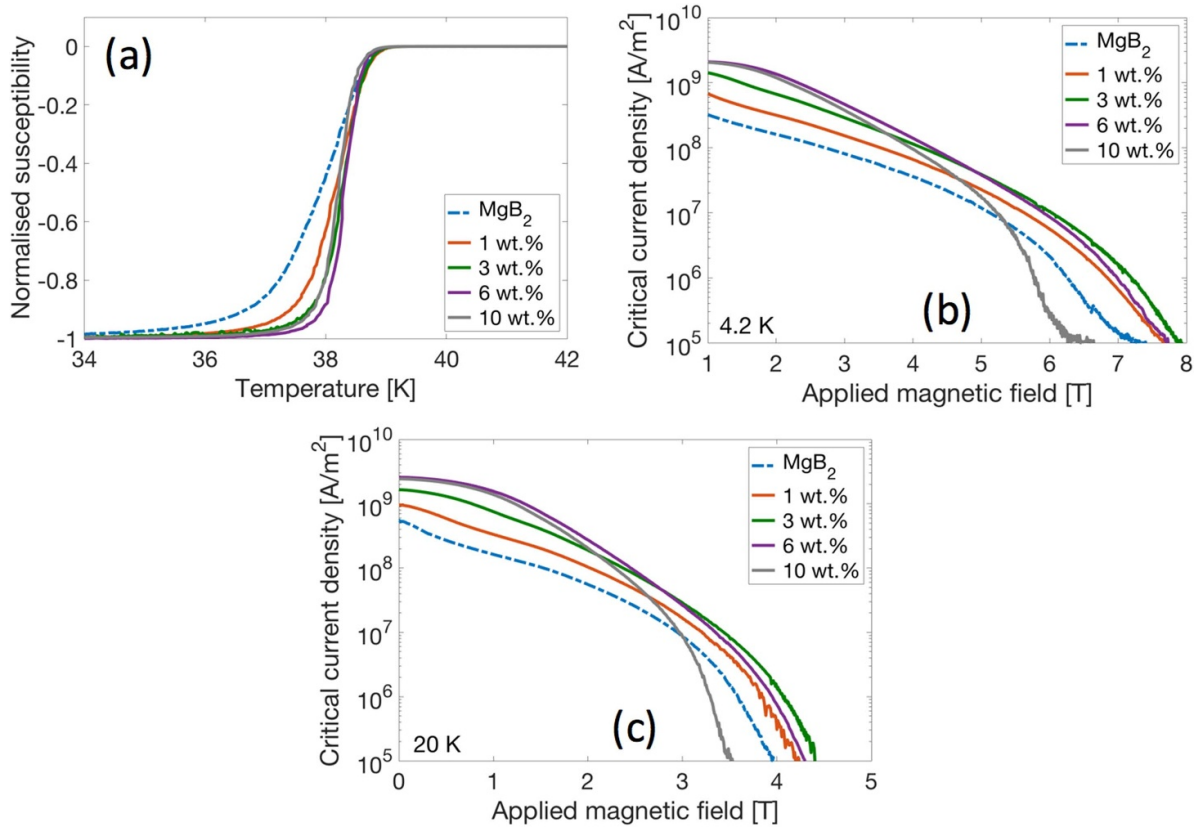 (a)
Normalised susceptibility
0
-0.2
-0.4
-0.6
-0.8
-1
MgB2
1 wt.%
3 wt.%
6 wt.%
10 wt.%
34 36 38 40 42
Temperature [K]
Critical current density [A/m2]
10^10
10^9
10^8
10^7
10^6
10^5
MgB2
1 wt.%
3 wt.%
6 wt.%
10 wt.%
4.2 K
(b)
1 2 3 4 5 6 7 8
Applied magnetic field [T]
Critical current density [A/m2]
10^10
10^9
10^8
10^7
10^6
10^5
MgB2
1 wt.%
3 wt.%
6 wt.%
10 wt.%
20 K
(c)
0 1 2 3 4 5
Applied magnetic field [T]